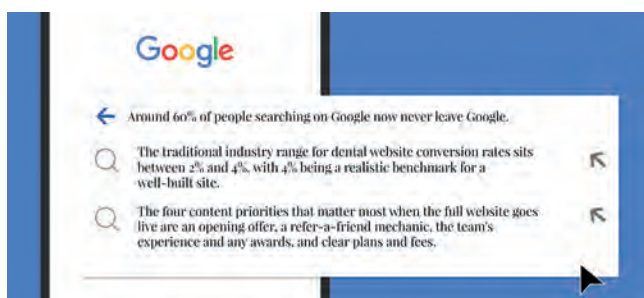 Google
Around 60% of people searching on Google now never leave Google.
The traditional industry range for dental website conversion rates sits
between 2% and 4%, with 4% being a realistic benchmark for a
well-built site.
The four content priorities that matter most when the full website goes
live are an opening offer, a refer-a-friend mechanic, the team's
experience and any awards, and clear plans and fees.